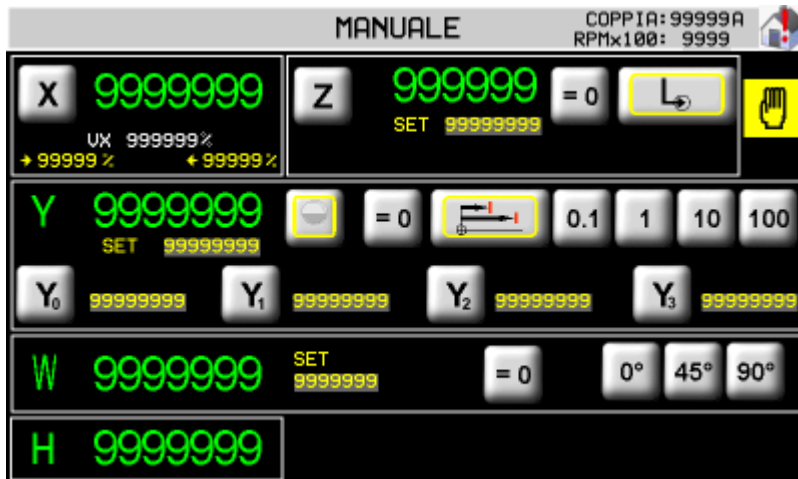 MANUALE
COPPIA:99999A
RPMx100: 9999
X 9999999
VX 999999%
→99999% ←99999%
Z 999999 = 0
SET 99999999
Y 9999999 = 0 0.1 1 10 100
SET 99999999
Y₀ 99999999 Y₁ 99999999 Y₂ 99999999 Y₃ 99999999
W 9999999 SET 9999999 = 0 0° 45° 90°
H 9999999